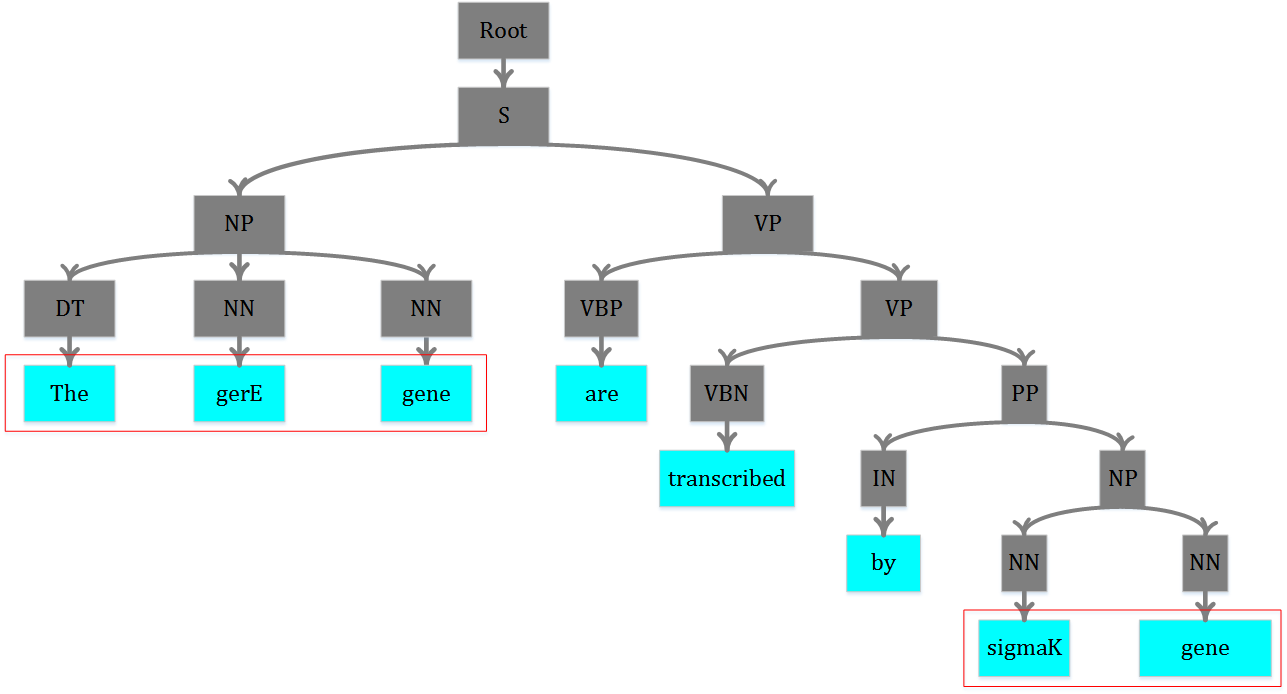 Root
S
NP VP
DT NN NN VBP VP
The gerE gene are VBN PP
transcribed IN NP
by NN NN
sigmaK gene